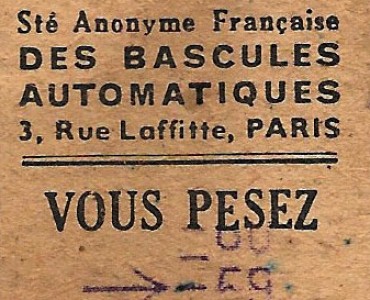 Sté Anonyme Française
DES BASCULES
AUTOMATIQUES
3, Rue Laffitte, PARIS
VOUS PESEZ